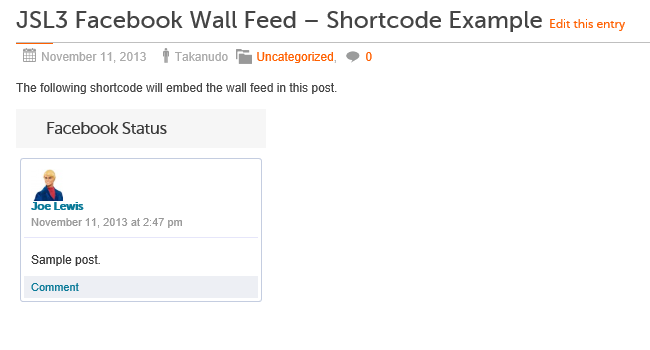 JSL3 Facebook Wall Feed – Shortcode Example Edit this entry
November 11, 2013 Takanudo Uncategorized, 0
The following shortcode will embed the wall feed in this post.
Facebook Status
Joe Lewis
November 11, 2013 at 2:47 pm
Sample post.
Comment